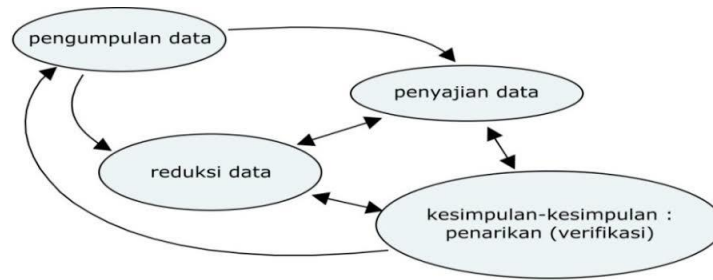 pengumpulan data
penyajian data
reduksi data
kesimpulan-kesimpulan :
penarikan (verifikasi)